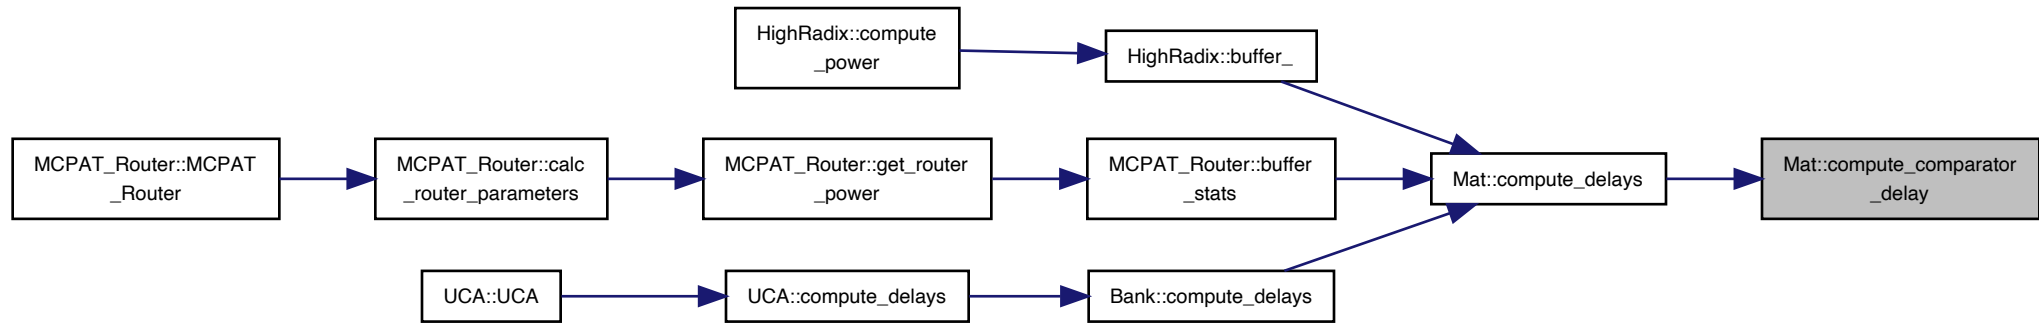 HighRadix::compute
_power
HighRadix::buffer_
MCPAT_Router::MCPAT
_Router
MCPAT_Router::calc
_router_parameters
MCPAT_Router::get_router
_power
MCPAT_Router::buffer
_stats
Mat::compute_delays
Mat::compute_comparator
_delay
UCA::UCA
UCA::compute_delays
Bank::compute_delays